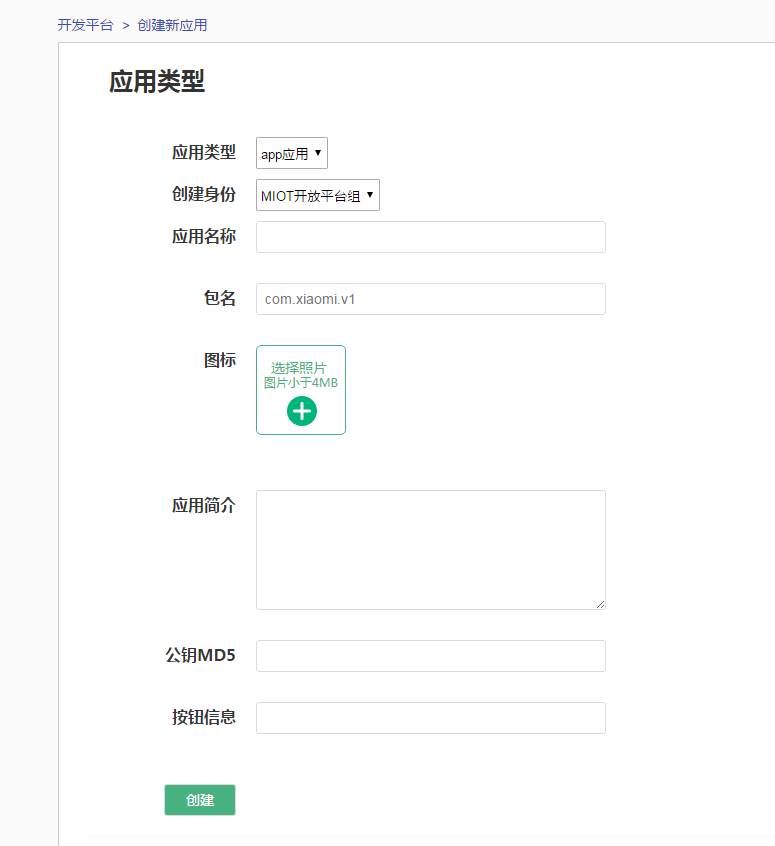 开发平台 > 创建新应用
应用类型
应用类型 app应用
创建身份 MIOT开放平台组
应用名称
包名 com.xiaomi.v1
图标
选择照片
图片小于4MB
应用简介
公钥MD5
按钮信息
创建